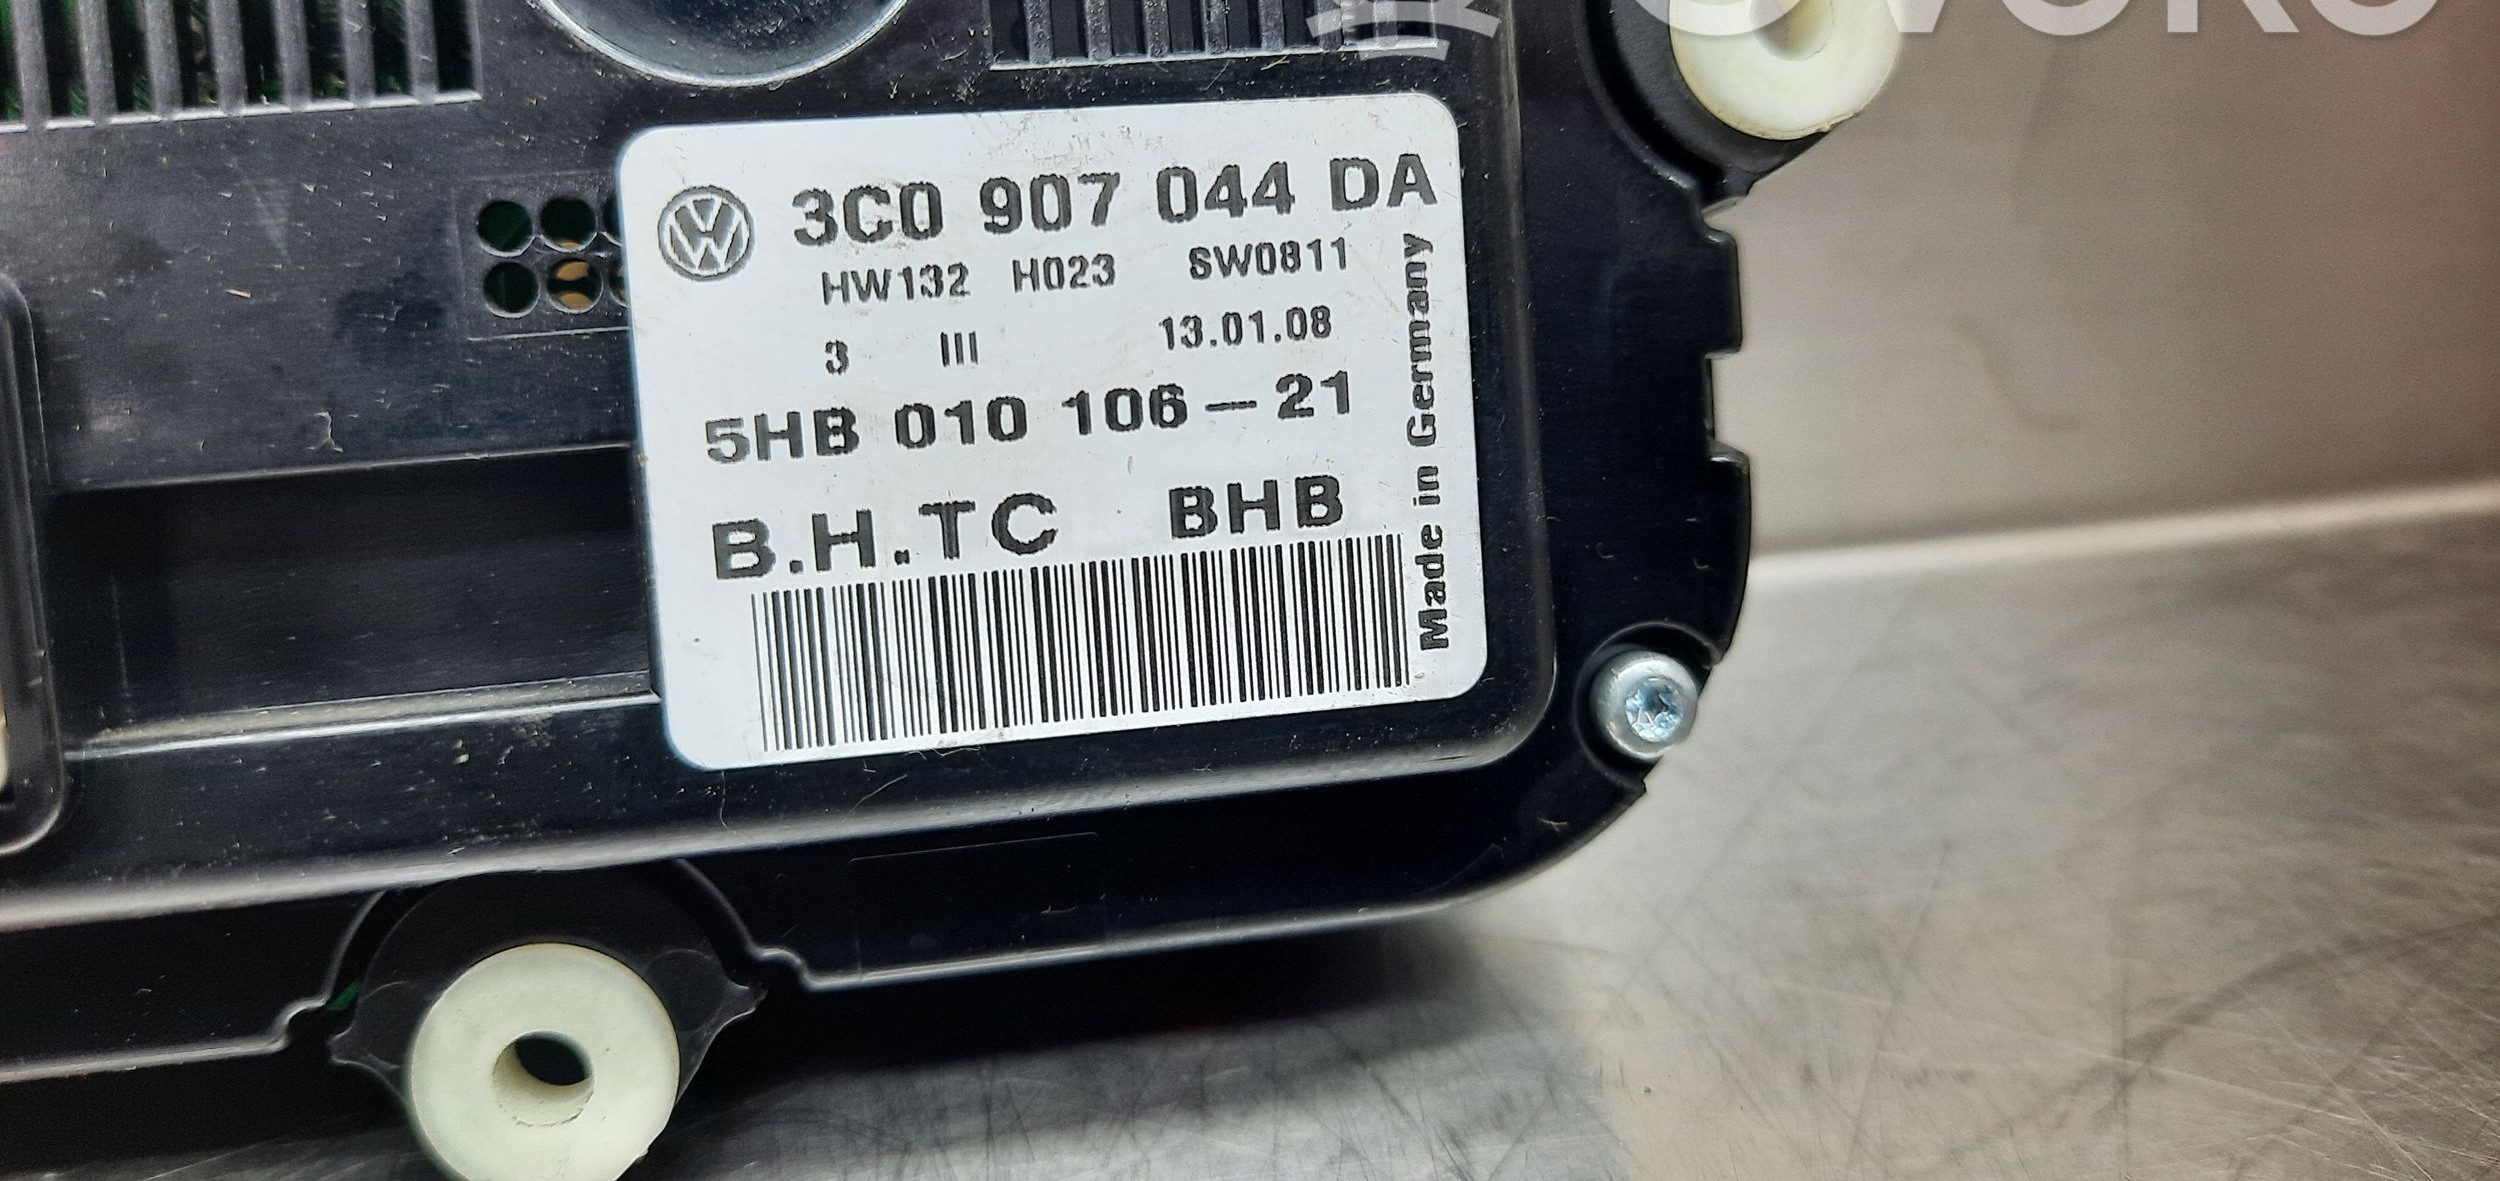 3C0 907 044 DA
HW132 H023 SW0811
3 III 13.01.08
5HB 010 106-21
B.H.TC BHB
Made in Germany